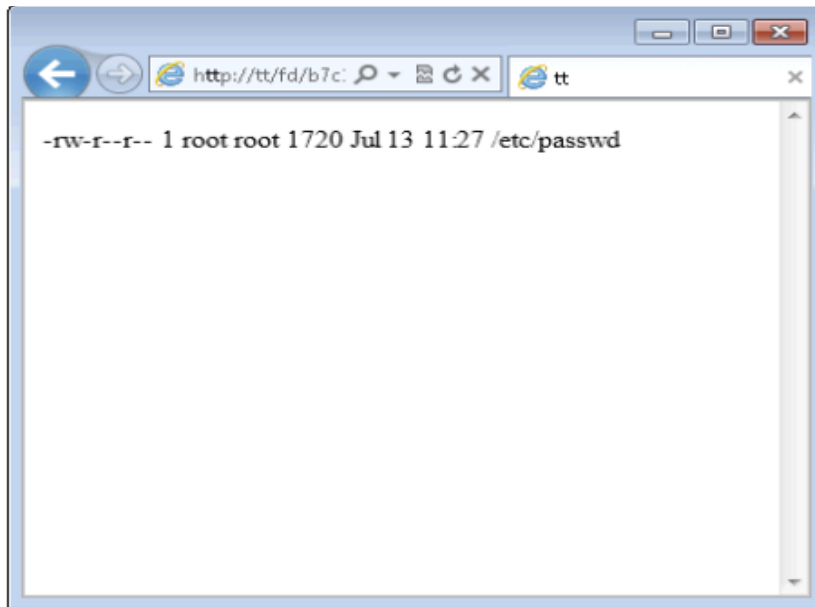 http://tt/fd/b7c
tt
-rw-r--r-- 1 root root 1720 Jul 13 11:27 /etc/passwd